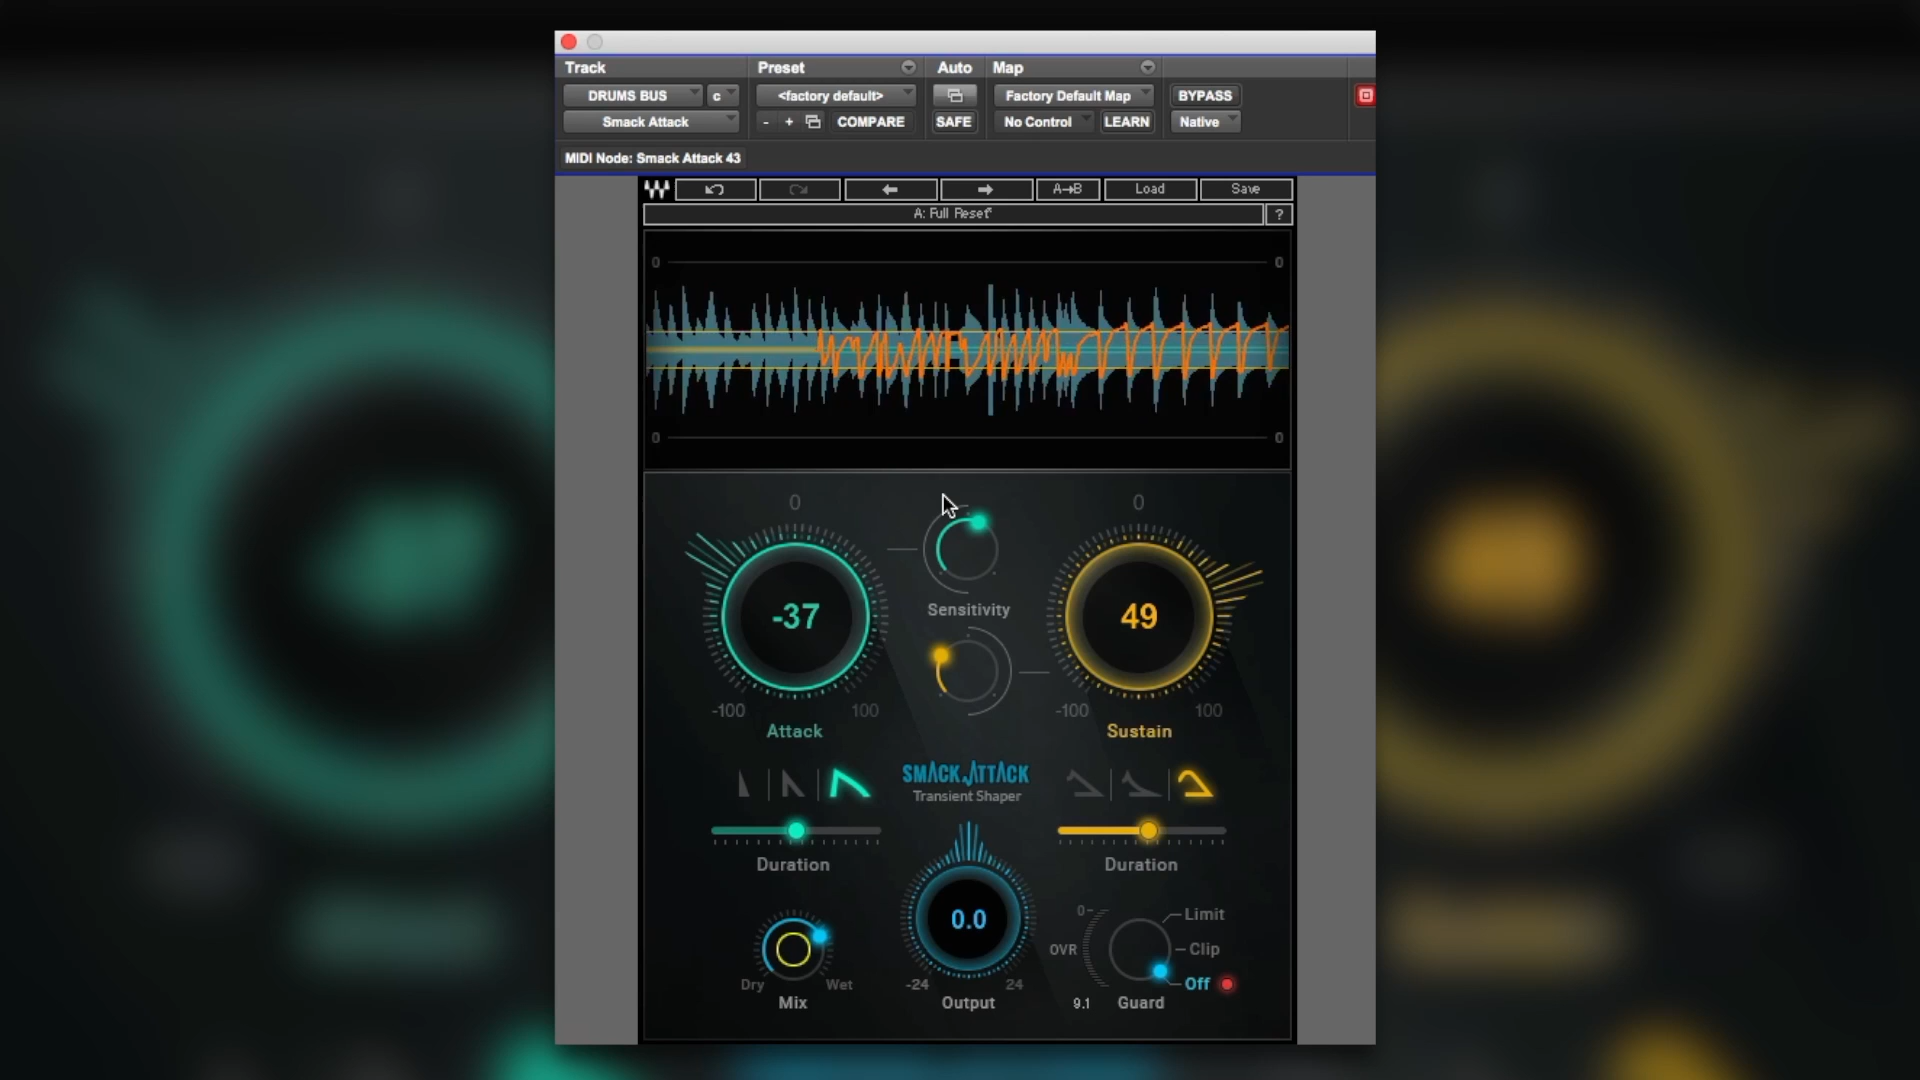 Track
Preset
Auto
Map
DRUMS BUS
c
<factory default>
Factory Default Map
BYPASS
Smack Attack
-
+
COMPARE
SAFE
No Control
LEARN
Native
MIDI Node: Smack Attack 43
A→B
Load
Save
A: Full Reset*
?
0
0
0
0
0
0
-37
Sensitivity
49
-100
100
-100
100
Attack
Sustain
SMACK ATTACK
Transient Shaper
Duration
Duration
0.0
0
Limit
OVR
Clip
Dry
Wet
-24
24
Off
Mix
Output
9.1
Guard